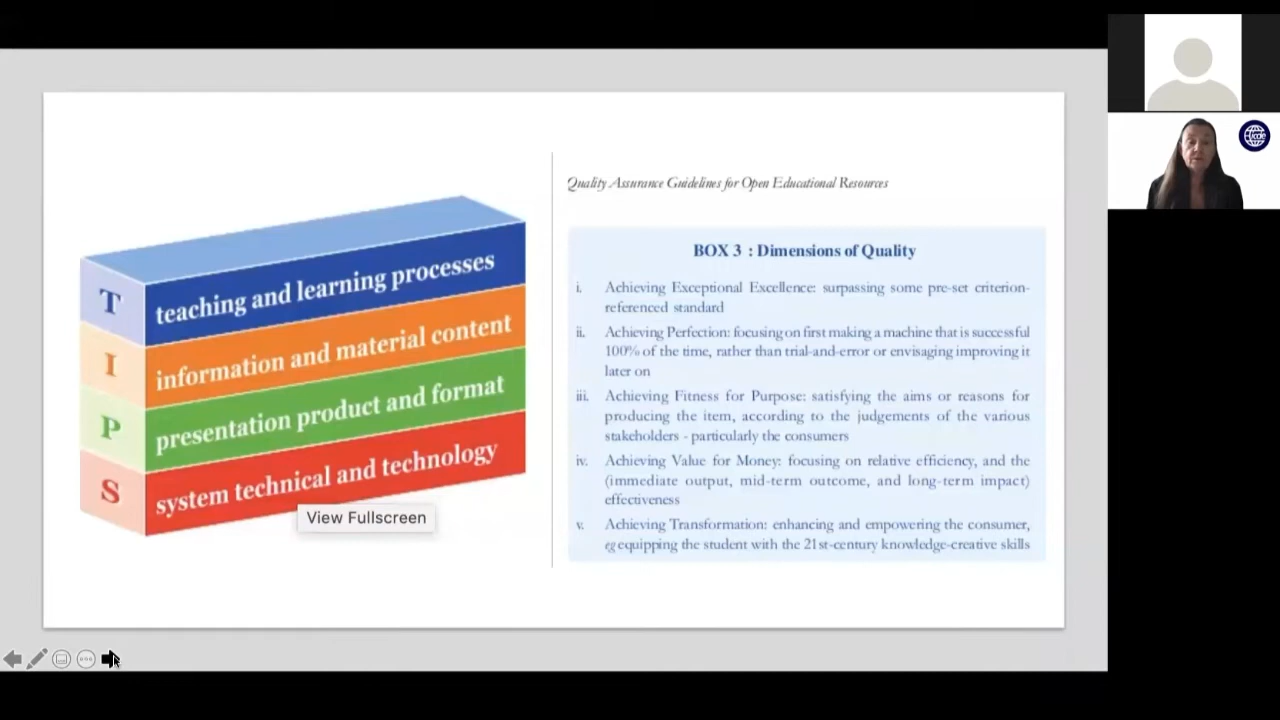 T
teaching and learning processes
I
information and material content
P
presentation product and format
S
system technical and technology
View Fullscreen
Quality Assurance Guidelines for Open Educational Resources
BOX 3 : Dimensions of Quality
i. Achieving Exceptional Excellence: surpassing some pre-set criterion-
referenced standard
ii. Achieving Perfection: focusing on first making a machine that is successful
100% of the time, rather than trial-and-error or envisaging improving it
later on
iii. Achieving Fitness for Purpose: satisfying the aims or reasons for
producing the item, according to the judgements of the various
stakeholders - particularly the consumers
iv. Achieving Value for Money: focusing on relative efficiency, and the
(immediate output, mid-term outcome, and long-term impact)
effectiveness
v. Achieving Transformation: enhancing and empowering the consumer,
eg equipping the student with the 21st-century knowledge-creative skills
icde